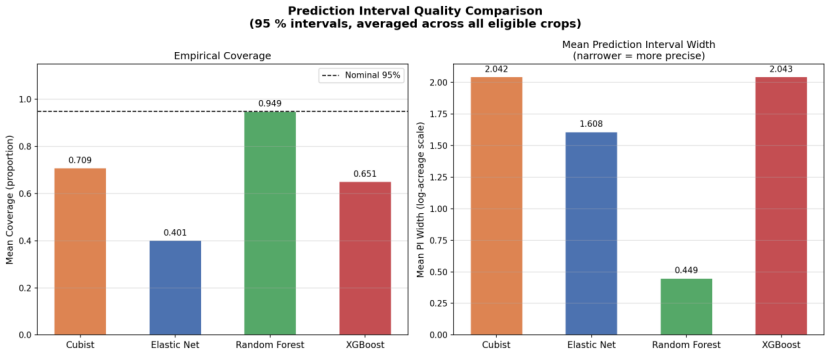 Prediction Interval Quality Comparison
(95 % intervals, averaged across all eligible crops)
Empirical Coverage
Nominal 95%
Mean Coverage (proportion)
1.0
0.8
0.6
0.4
0.2
0.0
0.709
0.401
0.949
0.651
Cubist
Elastic Net
Random Forest
XGBoost
Mean Prediction Interval Width
(narrower = more precise)
Mean PI Width (log-acreage scale)
2.00
1.75
1.50
1.25
1.00
0.75
0.50
0.25
0.00
2.042
1.608
0.449
2.043
Cubist
Elastic Net
Random Forest
XGBoost